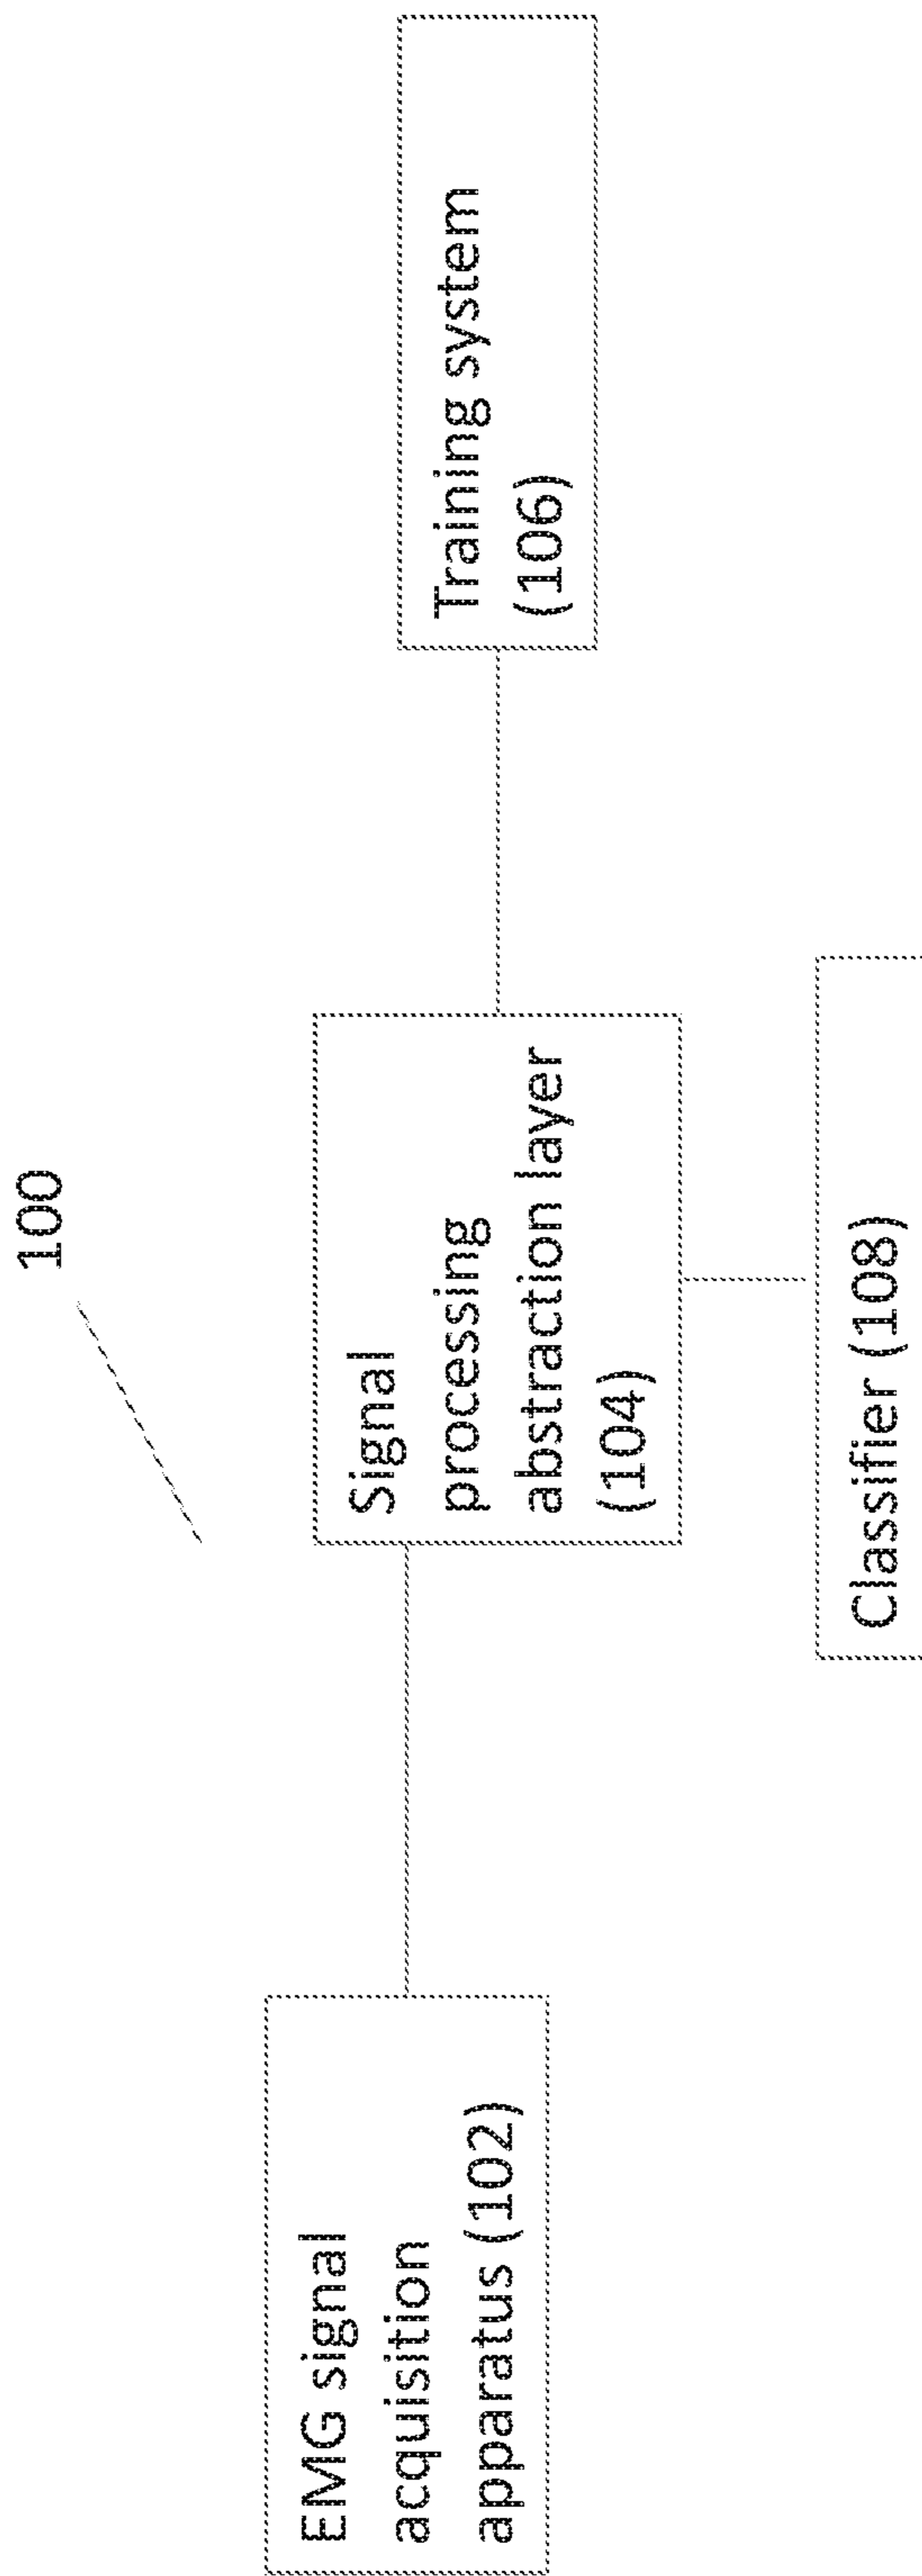 100
EMG signal
acquisition
apparatus (102)
Signal
processing
abstraction layer
(104)
Training system
(106)
Classifier (108)